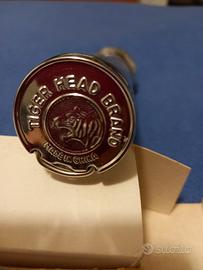 TIGER HEAD BRAND
MADE IN CHINA
subito